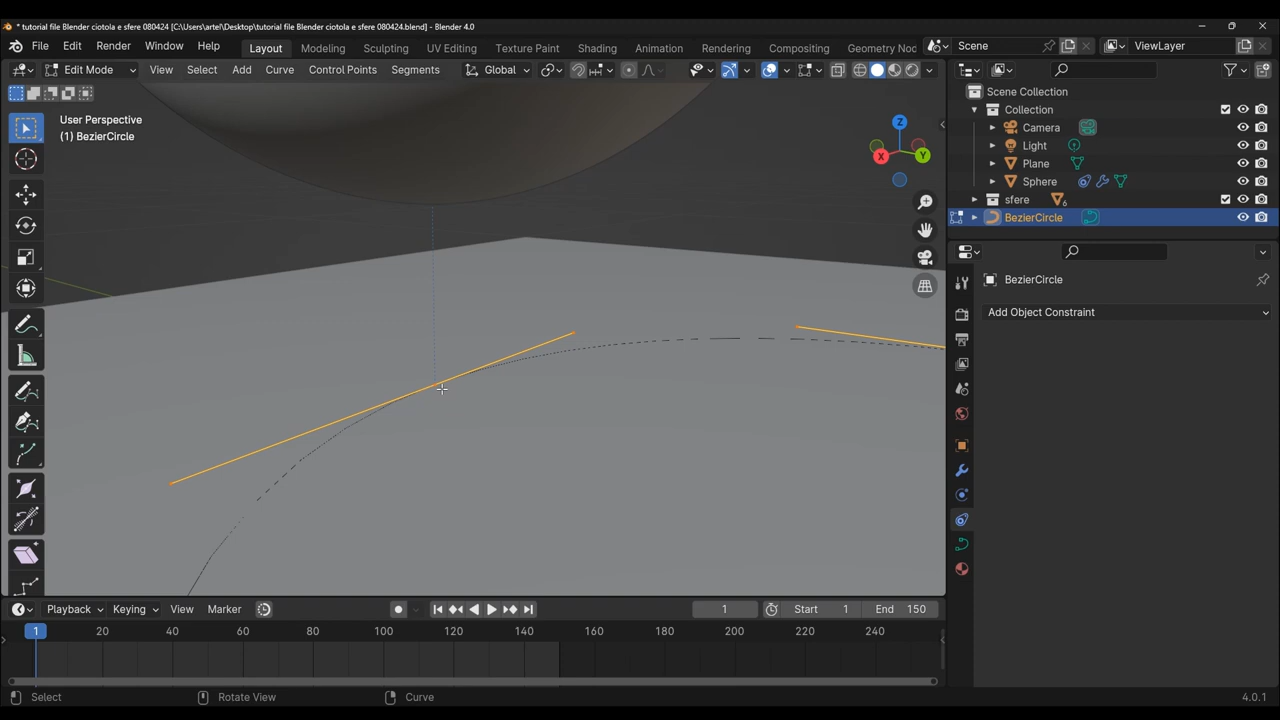 * tutorial file Blender ciotola e sfere 080424 [C:\Users\artel\Desktop\tutorial file Blender ciotola e sfere 080424.blend] - Blender 4.0
File Edit Render Window Help Layout Modeling Sculpting UV Editing Texture Paint Shading Animation Rendering Compositing Geometry Nod Scene ViewLayer
Edit Mode View Select Add Curve Control Points Segments Global
User Perspective
(1) BezierCircle
Z
X Y
Scene Collection
Collection
Camera
Light
Plane
Sphere
sfere 6
BezierCircle
BezierCircle
Add Object Constraint
Playback Keying View Marker 1 Start 1 End 150
1 20 40 60 80 100 120 140 160 180 200 220 240
Select Rotate View Curve 4.0.1